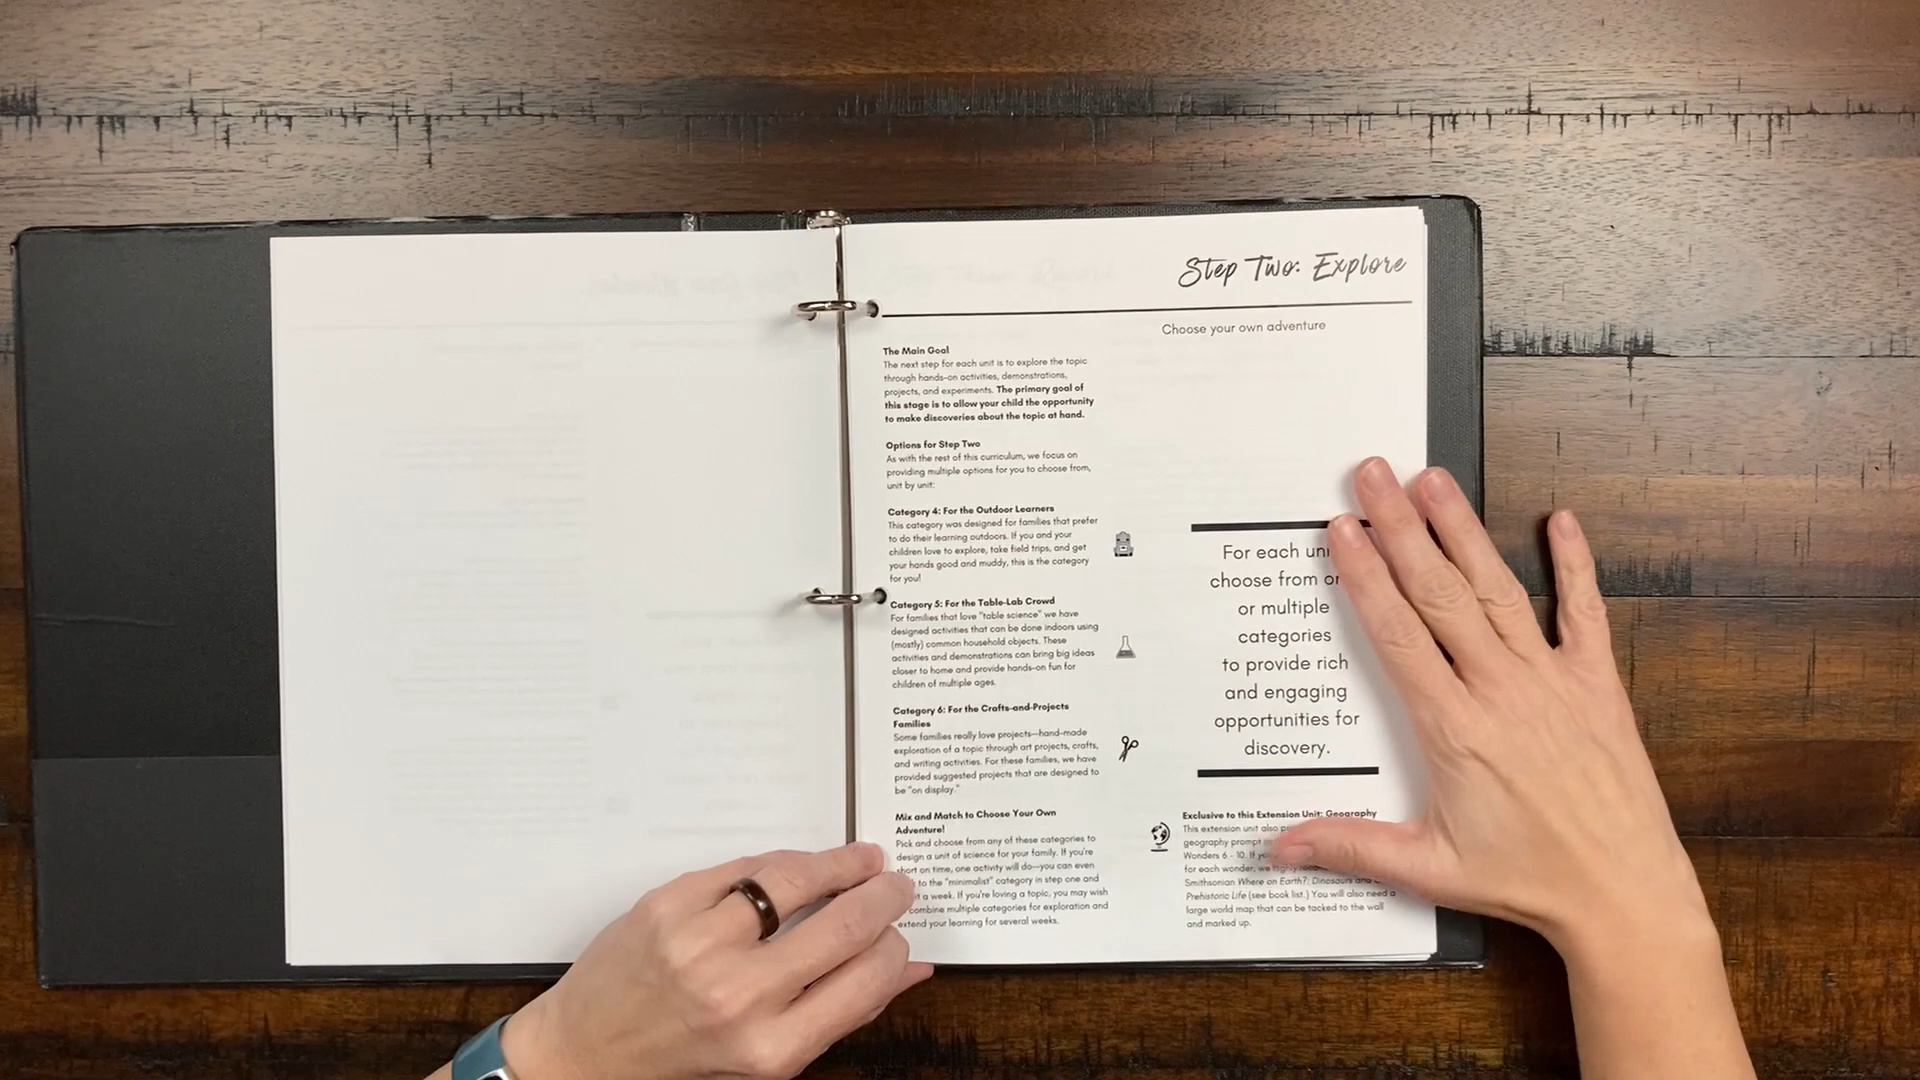 Step Two: Explore
Choose your own adventure
The Main Goal
The next step for each unit is to explore the topic
through hands-on activities, demonstrations,
projects, and experiments. The primary goal of
this stage is to allow your child the opportunity
to make discoveries about the topic at hand.
Options for Step Two
As with the rest of this curriculum, we focus on
providing multiple options for you to choose from,
unit by unit:
Category 4: For the Outdoor Learners
This category was designed for families that prefer
to do their learning outdoors. If you and your
children love to explore, take field trips, and get
your hands good and muddy, this is the category
for you!
Category 5: For the Table-Lab Crowd
For families that love "table science" we have
designed activities that can be done indoors using
(mostly) common household objects. These
activities and demonstrations can bring big ideas
closer to home and provide hands-on fun for
children of multiple ages.
Category 6: For the Crafts-and-Projects
Families
Some families really love projects—hand-made
exploration of a topic through art projects, crafts,
and writing activities. For these families, we have
provided suggested projects that are designed to
be "on display."
Mix and Match to Choose Your Own
Adventure!
Pick and choose from any of these categories to
design a unit of science for your family. If you're
short on time, one activity will do—you can even
to the "minimalist" category in step one and
it a week. If you're loving a topic, you may wish
combine multiple categories for exploration and
extend your learning for several weeks.
For each
choose from
or multiple
categories
to provide rich
and engaging
opportunities for
discovery.
Exclusive to this Extension Unit: Geography
This extension unit also
geography prompt
Wonders 6 - 10. If
for each wonder, we highly
Smithsonian Where on Earth?: Dinosaurs and
Prehistoric Life (see book list.) You will also need a
large world map that can be tacked to the wall
and marked up.